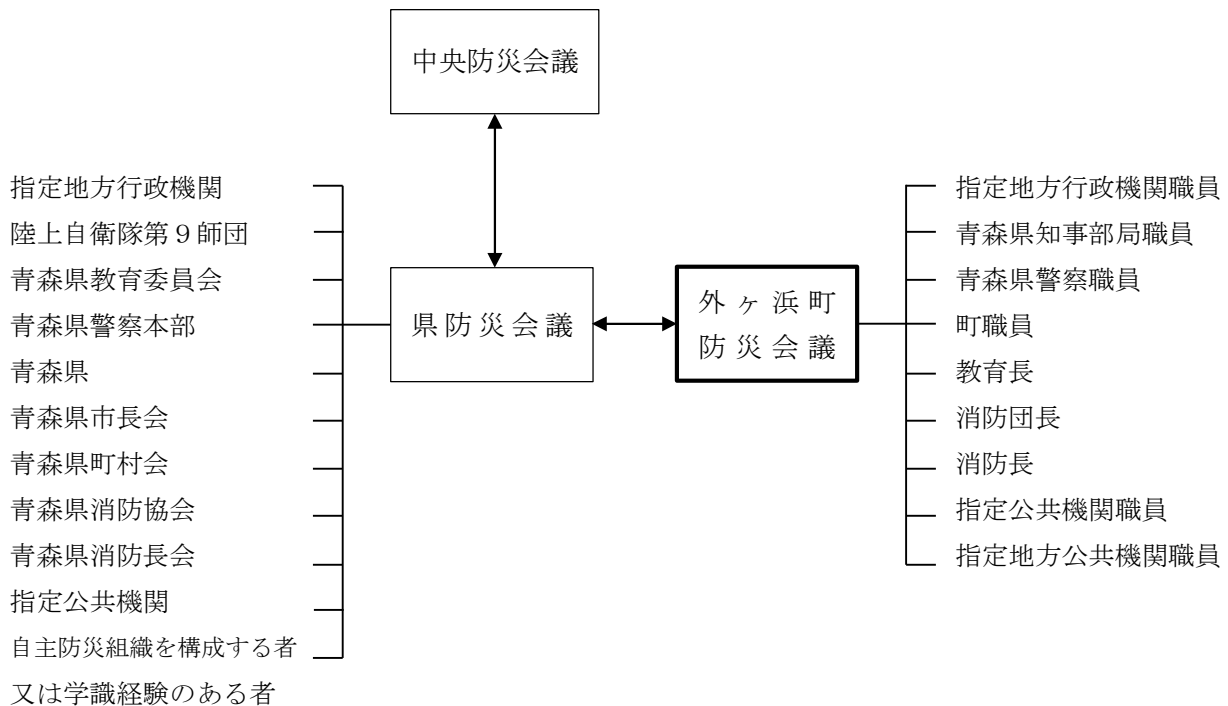 中央防災会議
指定地方行政機関
陸上自衛隊第９師団
青森県教育委員会
青森県警察本部
青森県
青森県市長会
青森県町村会
青森県消防協会
青森県消防長会
指定公共機関
自主防災組織を構成する者
又は学識経験のある者
県防災会議
外ヶ浜町
防災会議
指定地方行政機関職員
青森県知事部局職員
青森県警察職員
町職員
教育長
消防団長
消防長
指定公共機関職員
指定地方公共機関職員